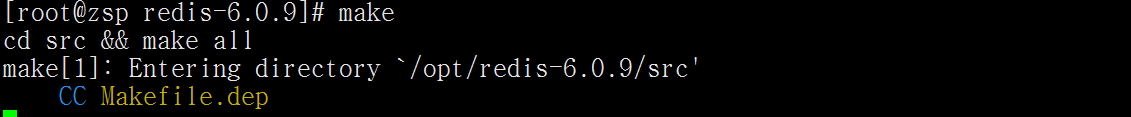 [root@zsp redis-6.0.9]# make
cd src && make all
make[1]: Entering directory `/opt/redis-6.0.9/src'
    CC Makefile.dep